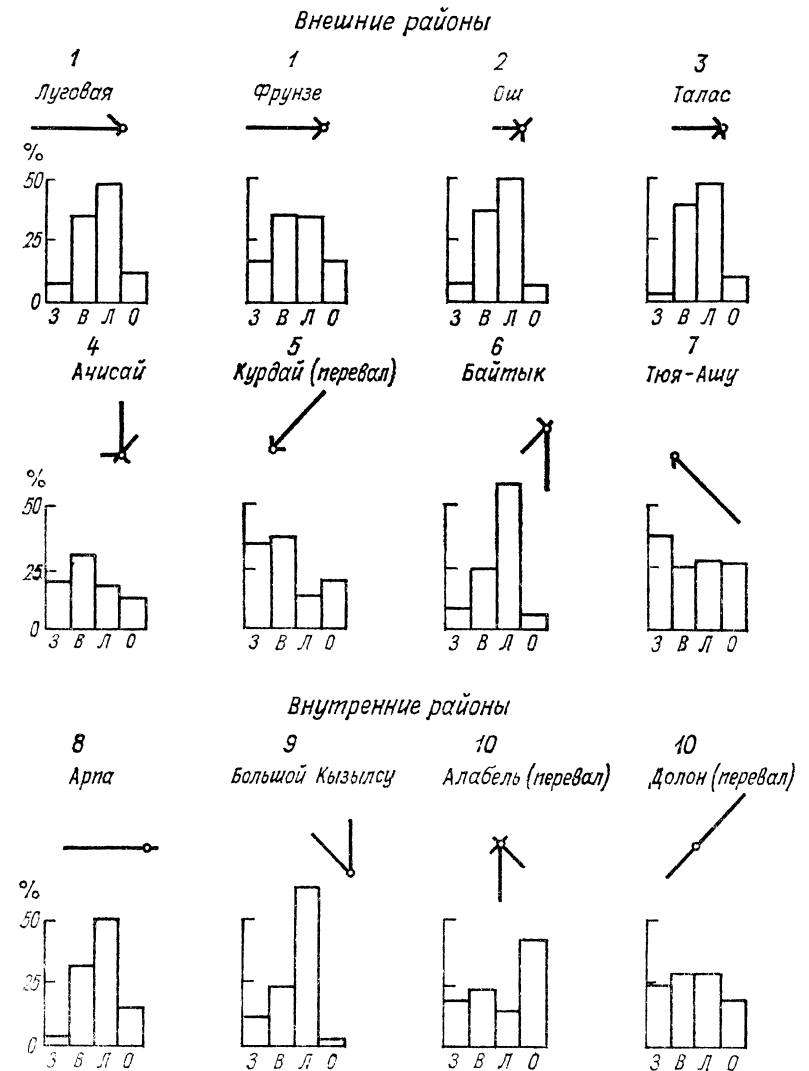 Внешние районы
1 1 2 3
Луговая Фрунзе Ош Талас
%
50
25
0
З В Л О З В Л О З В Л О З В Л О
4 5 6 7
Ачисай Курдай (перевал) Байтык Тюя-Ашу
%
50
25
0
З В Л О З В Л О З В Л О З В Л О
Внутренние районы
8 9 10 10
Арпа Большой Кызылсу Алабель (перевал) Долон (перевал)
%
50
25
0
З В Л О З В Л О З В Л О З В Л О